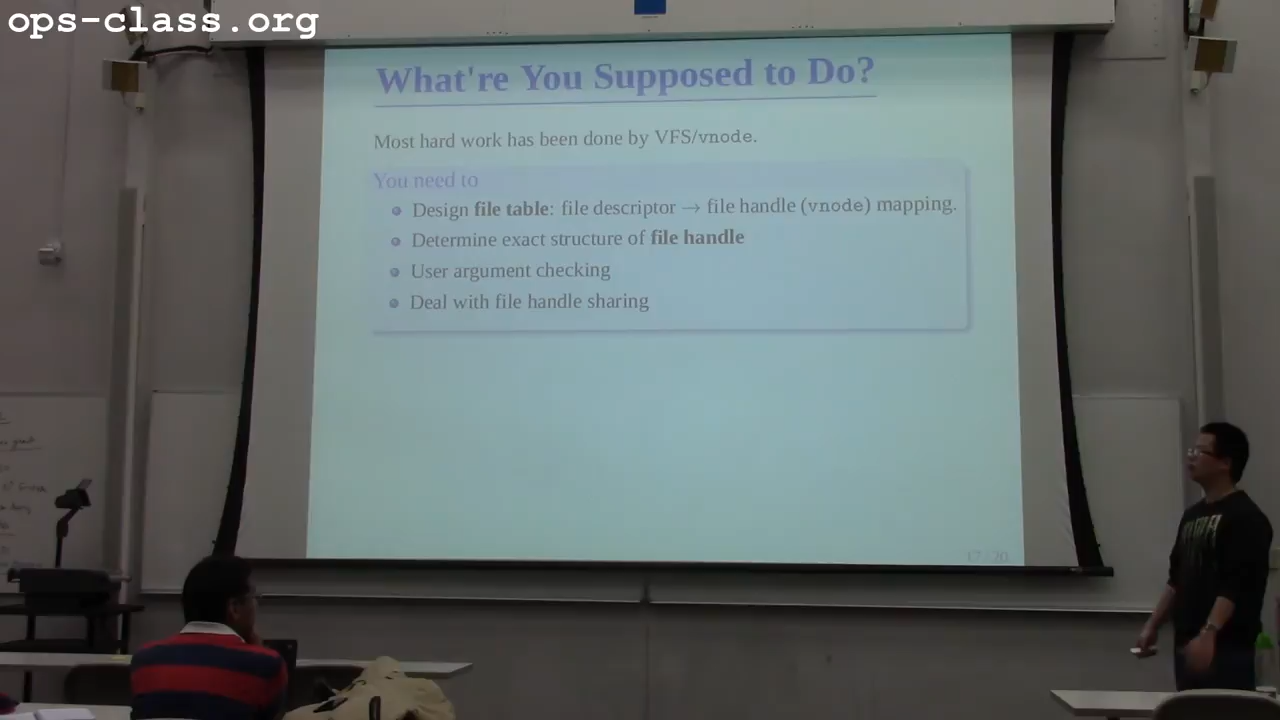 ops-class.org
What're You Supposed to Do?
Most hard work has been done by VFS/vnode.
You need to
Design file table: file descriptor → file handle (vnode) mapping.
Determine exact structure of file handle
User argument checking
Deal with file handle sharing
17 / 20